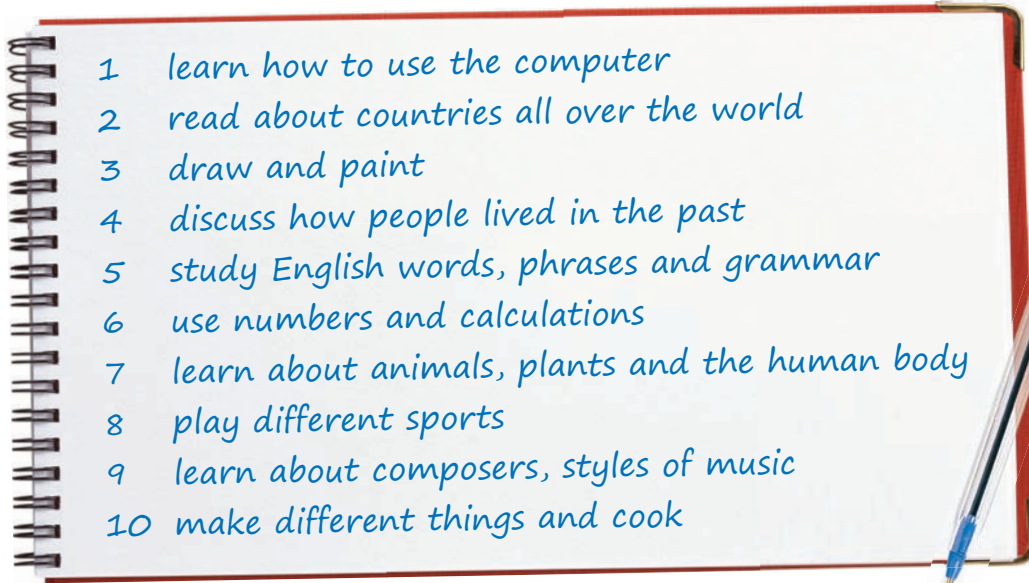 1 learn how to use the computer
2 read about countries all over the world
3 draw and paint
4 discuss how people lived in the past
5 study English words, phrases and grammar
6 use numbers and calculations
7 learn about animals, plants and the human body
8 play different sports
9 learn about composers, styles of music
10 make different things and cook